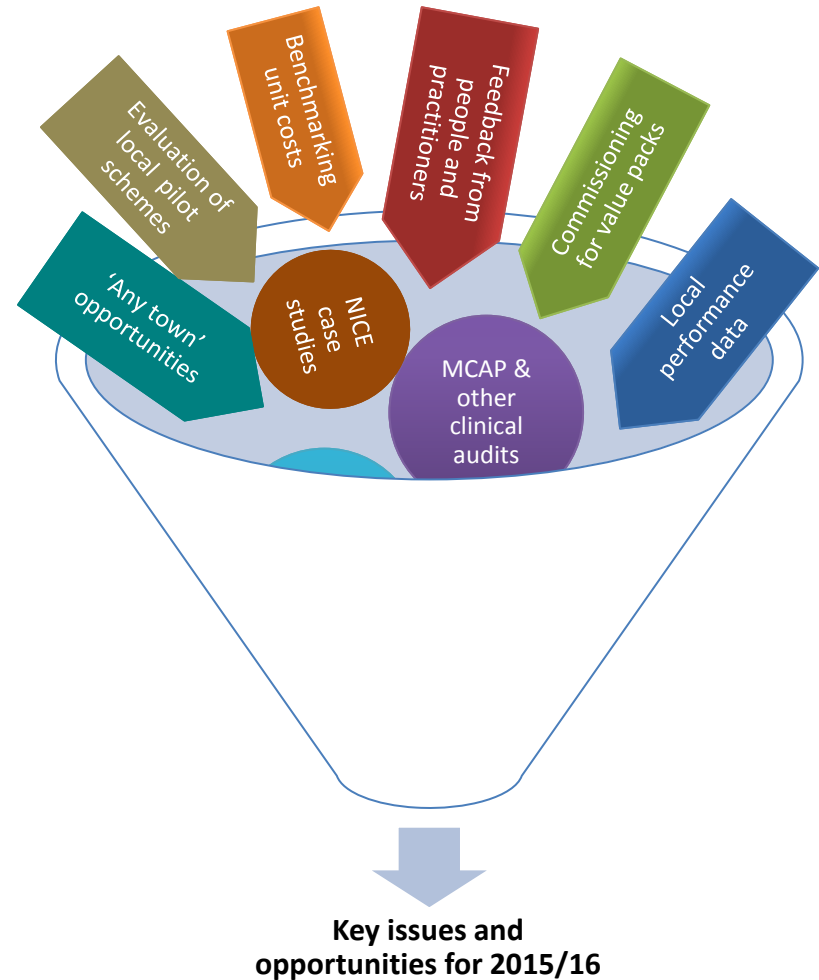 ‘Any town’
opportunities
Evaluation of
local pilot
schemes
Benchmarking
unit costs
Feedback from
people and
practitioners
Commissioning
for value packs
Local
performance
data
NICE
case
studies
MCAP &
other
clinical
audits
Key issues and
opportunities for 2015/16